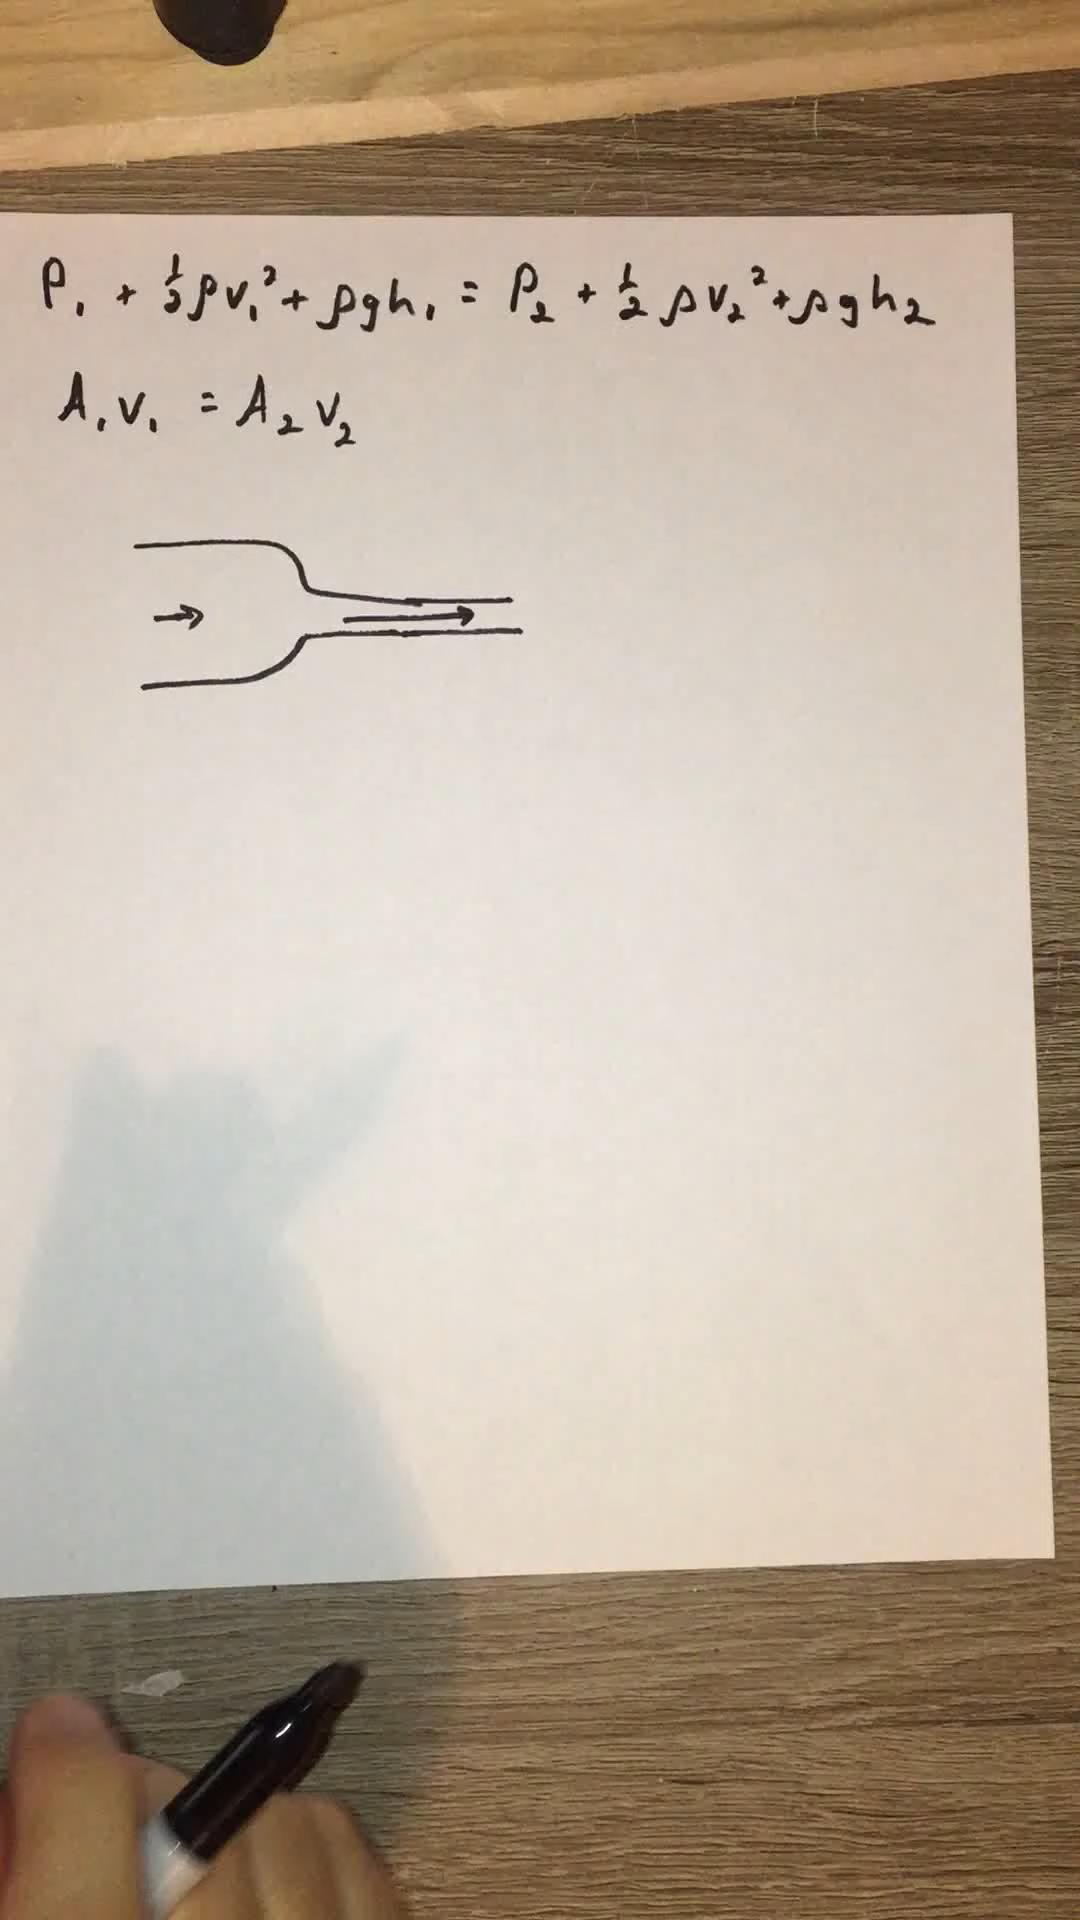 P₁ + ½ρv₁² + ρgh₁ = P₂ + ½ρv₂² + ρgh₂
A₁v₁ = A₂v₂